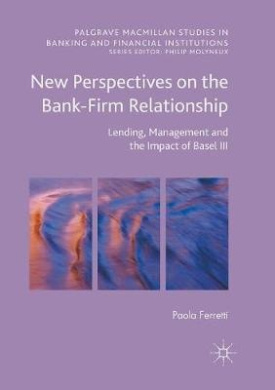 PALGRAVE MACMILLAN STUDIES IN
BANKING AND FINANCIAL INSTITUTIONS
SERIES EDITOR: PHILIP MOLYNEUX
New Perspectives on the
Bank-Firm Relationship
Lending, Management and
the Impact of Basel III
Paola Ferretti